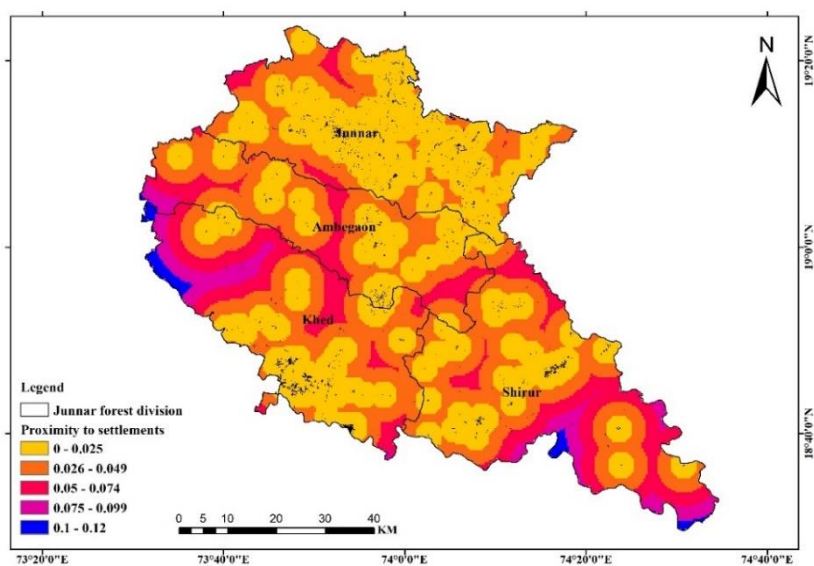 N
19°20'0"N
19°0'0"N
18°40'0"N
Junnar
Ambegaon
Khed
Shirur
Legend
Junnar forest division
Proximity to settlements
0 - 0.025
0.026 - 0.049
0.05 - 0.074
0.075 - 0.099
0.1 - 0.12
0 5 10 20 30 40
KM
73°20'0"E 73°40'0"E 74°0'0"E 74°20'0"E 74°40'0"E